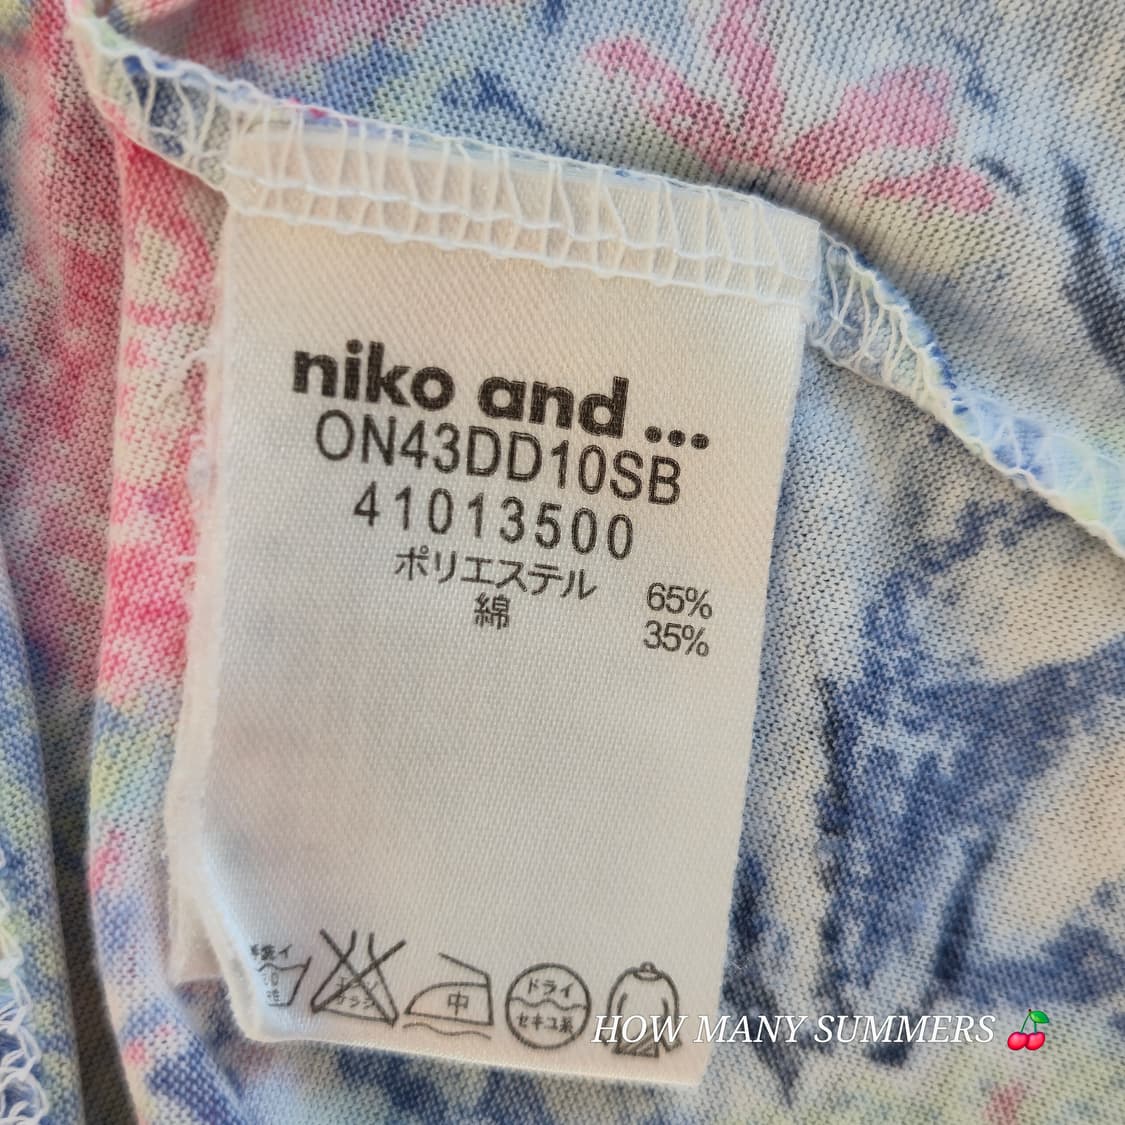 niko and ...
ON43DD10SB
41013500
ポリエステル 65%
綿 35%
中
ドライ
セキユ系
HOW MANY SUMMERS 🍒